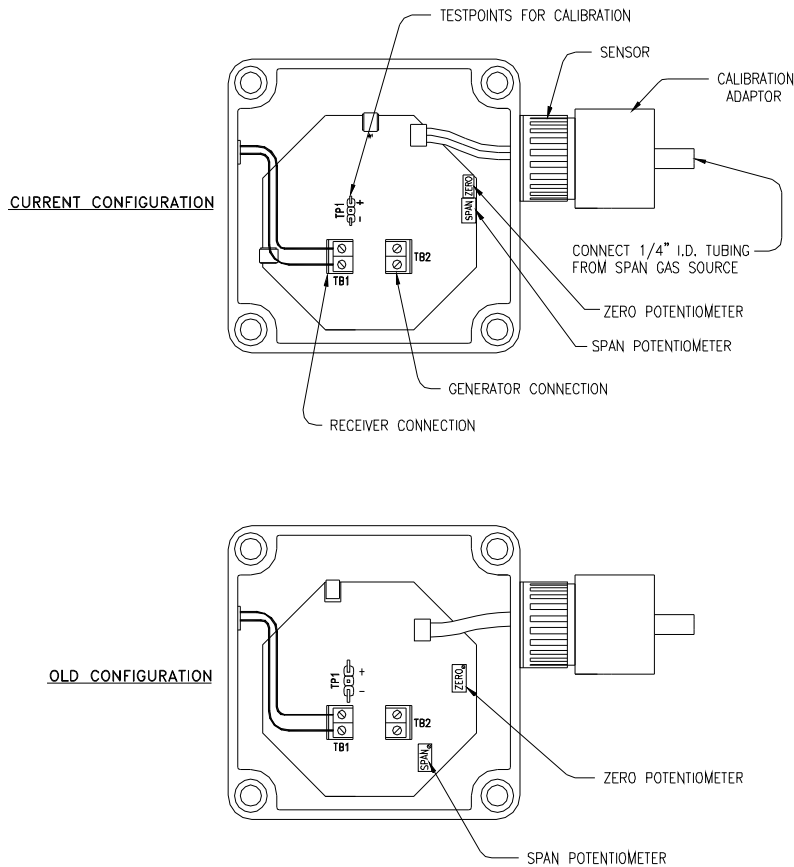 TESTPOINTS FOR CALIBRATION
SENSOR
CALIBRATION
ADAPTOR
CURRENT CONFIGURATION
TP1
+
-
ZERO
SPAN
TB1
TB2
CONNECT 1/4" I.D. TUBING
FROM SPAN GAS SOURCE
ZERO POTENTIOMETER
SPAN POTENTIOMETER
GENERATOR CONNECTION
RECEIVER CONNECTION
OLD CONFIGURATION
TP1
+
-
ZERO
TB1
TB2
SPAN
ZERO POTENTIOMETER
SPAN POTENTIOMETER